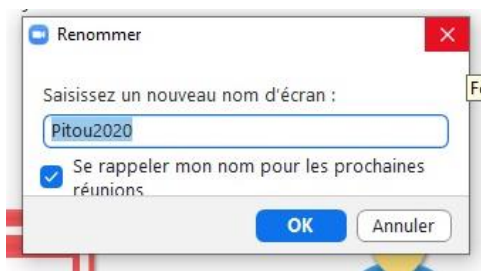 Renommer
Saisissez un nouveau nom d'écran :
Pitou2020
Se rappeler mon nom pour les prochaines
réunions
OK
Annuler